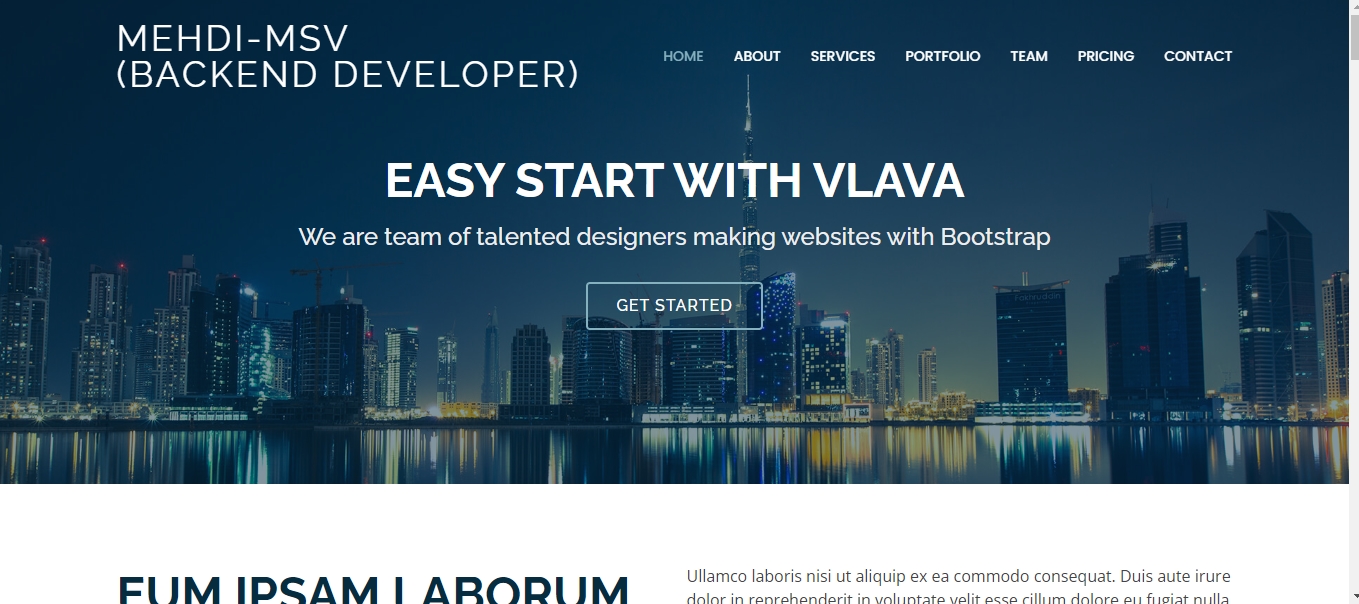 MEHDI-MSV
(BACKEND DEVELOPER)
HOME ABOUT SERVICES PORTFOLIO TEAM PRICING CONTACT
EASY START WITH VLAVA
We are team of talented designers making websites with Bootstrap
GET STARTED
Fakhruddin
EUM IPSAM LABORUM
Ullamco laboris nisi ut aliquip ex ea commodo consequat. Duis aute irure
dolor in reprehenderit in voluptate velit esse cillum dolore eu fugiat nulla